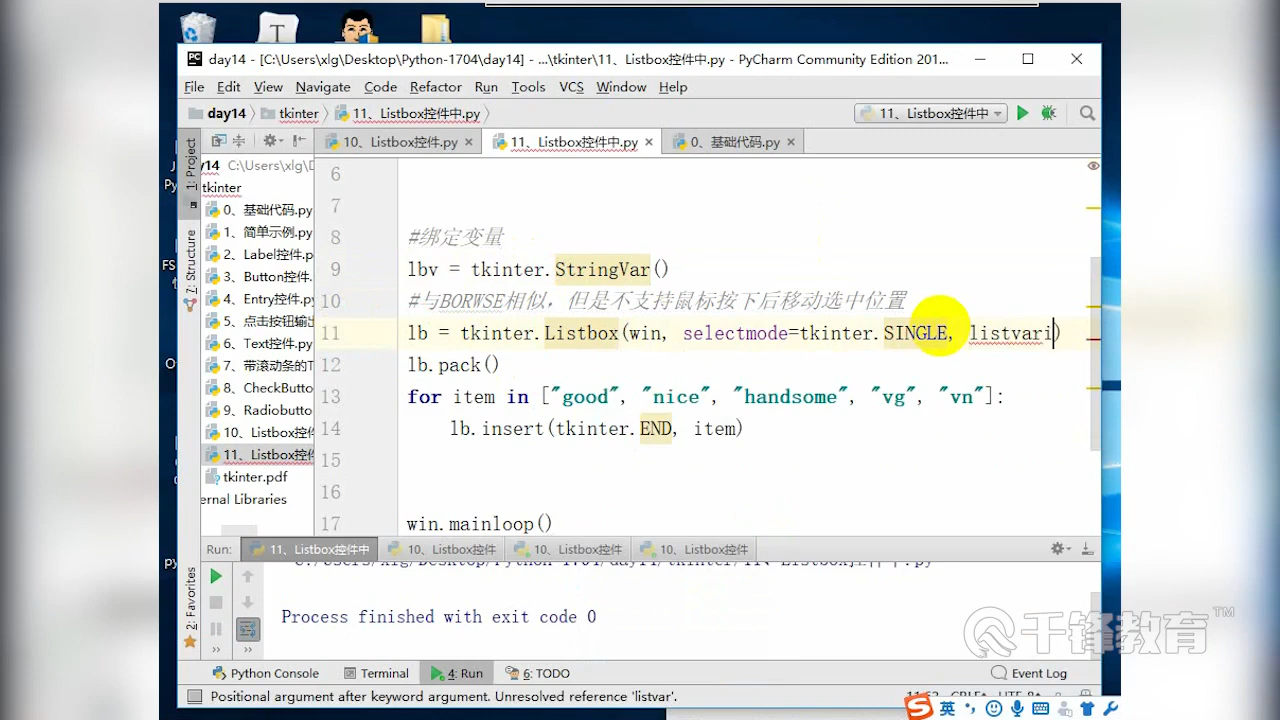 day14 - [C:\Users\xlg\Desktop\Python-1704\day14] - ...\tkinter\11、Listbox控件中.py - PyCharm Community Edition 201...
File Edit View Navigate Code Refactor Run Tools VCS Window Help
day14 tkinter 11、Listbox控件中.py 11、Listbox控件中
10、Listbox控件.py 11、Listbox控件中.py 0、基础代码.py
1: Project
7: Structure
2: Favorites
y14 C:\Users\xlg\D
tkinter
0、基础代码.py
1、简单示例.py
2、Label控件.p
3、Button控件.
4、Entry控件.py
5、点击按钮输出
6、Text控件.py
7、带滚动条的T
8、CheckButto
9、Radiobutto
10、Listbox控件
11、Listbox控件
tkinter.pdf
ernal Libraries
6
7
8 #绑定变量
9 lbv = tkinter.StringVar()
10 #与BORWSE相似，但是不支持鼠标按下后移动选中位置
11 lb = tkinter.Listbox(win, selectmode=tkinter.SINGLE, listvari)
12 lb.pack()
13 for item in ["good", "nice", "handsome", "vg", "vn"]:
14 lb.insert(tkinter.END, item)
15
16
17 win.mainloop()
Run: 11、Listbox控件中 10、Listbox控件 10、Listbox控件 10、Listbox控件
Process finished with exit code 0
千锋教育™
Python Console Terminal 4: Run 6: TODO Event Log
Positional argument after keyword argument. Unresolved reference 'listvar'.
英